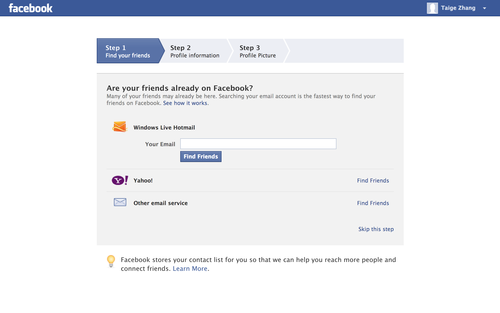 facebook
Taige Zhang
Step 1
Find your friends
Step 2
Profile information
Step 3
Profile Picture
Are your friends already on Facebook?
Many of your friends may already be here. Searching your email account is the fastest way to find your
friends on Facebook. See how it works.
Windows Live Hotmail
Your Email
Find Friends
Yahoo!
Find Friends
Other email service
Find Friends
Skip this step
Facebook stores your contact list for you so that we can help you reach more people and
connect friends. Learn More.